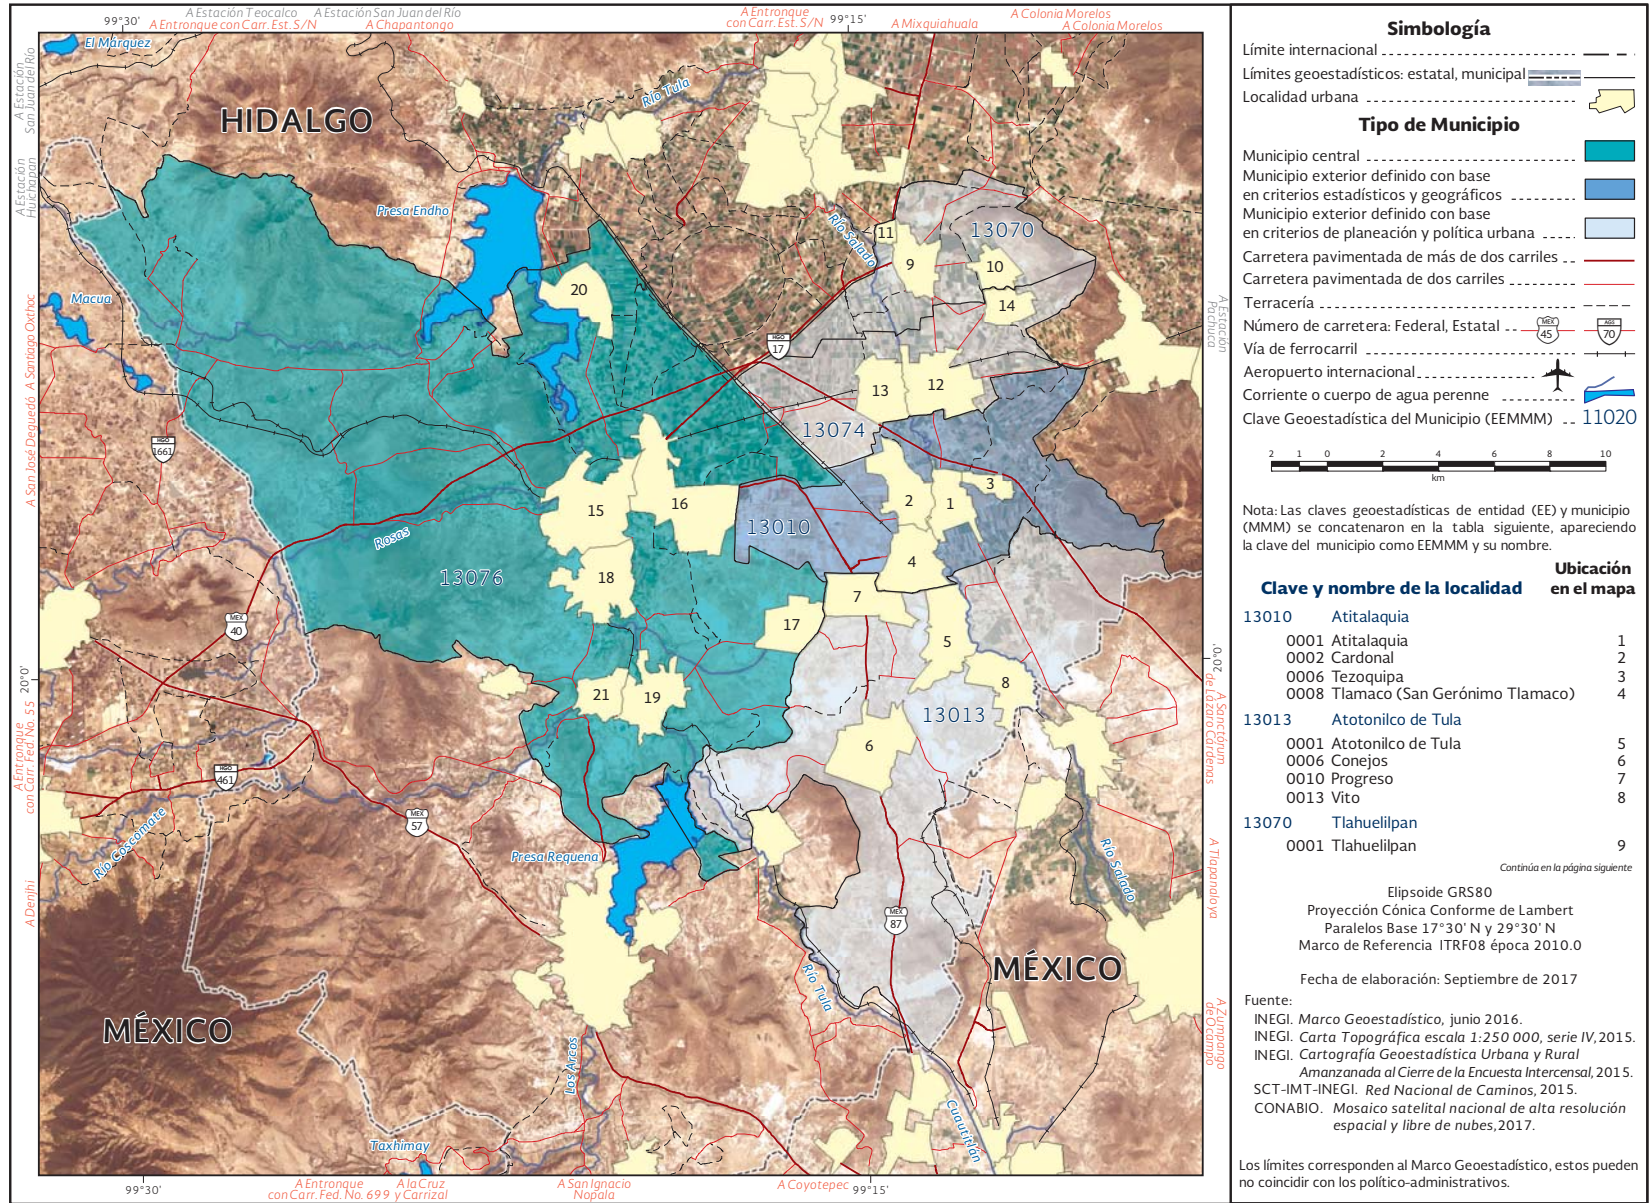 A Estación Teocalco
A Estación San Juan del Río
99°30'
A Entronque con Carr. Est. S/N
A Chapantongo
A Entronque
con Carr. Est. S/N
99°15'
A Mixquiahuala
A Colonia Morelos
A Colonia Morelos
A Estación
San Juan del Río
A Estación
Huichapan
A San José Deguedó
A Santiago Oxthoc
20°0'
A Entronque
con Carr. Fed. No. 55
A Denjhi
El Márquez
HIDALGO
Río Tula
Presa Endho
Río Salado
11
13070
9
10
14
20
Macua
HGO
17
13
12
13074
HGO
1661
3
15
16
2
1
13010
Rosas
13076
18
4
7
MEX
40
17
5
21
19
8
13013
6
HGO
461
MEX
57
Río Coscomate
Presa Requena
Río Salado
MEX
87
MÉXICO
Río Tula
MÉXICO
Los Arcos
Cuautitlán
Taxhimay
A Estación
Pachuca
20°0'
A Sanctórum
de Lázaro Cárdenas
A Tlapanaloya
A Zumpango
de Ocampo
99°30'
A Entronque
con Carr. Fed. No. 699
A la Cruz
y Carrizal
A San Ignacio
Nopala
A Coyotepec
99°15'
Simbología
Límite internacional
Límites geoestadísticos: estatal, municipal
Localidad urbana
Tipo de Municipio
Municipio central
Municipio exterior definido con base
en criterios estadísticos y geográficos
Municipio exterior definido con base
en criterios de planeación y política urbana
Carretera pavimentada de más de dos carriles
Carretera pavimentada de dos carriles
Terracería
Número de carretera: Federal, Estatal MEX 45 AGS 70
Vía de ferrocarril
Aeropuerto internacional
Corriente o cuerpo de agua perenne
Clave Geoestadística del Municipio (EEMMM) 11020
2 1 0 2 4 6 8 10
km
Nota: Las claves geoestadísticas de entidad (EE) y municipio
(MMM) se concatenaron en la tabla siguiente, apareciendo
la clave del municipio como EEMMM y su nombre.
Clave y nombre de la localidad
Ubicación
en el mapa
13010 Atitalaquia
0001 Atitalaquia 1
0002 Cardonal 2
0006 Tezoquipa 3
0008 Tlamaco (San Gerónimo Tlamaco) 4
13013 Atotonilco de Tula
0001 Atotonilco de Tula 5
0006 Conejos 6
0010 Progreso 7
0013 Vito 8
13070 Tlahuelilpan
0001 Tlahuelilpan 9
Continúa en la página siguiente
Elipsoide GRS80
Proyección Cónica Conforme de Lambert
Paralelos Base 17°30' N y 29°30' N
Marco de Referencia ITRF08 época 2010.0
Fecha de elaboración: Septiembre de 2017
Fuente:
INEGI. Marco Geoestadístico, junio 2016.
INEGI. Carta Topográfica escala 1:250 000, serie IV, 2015.
INEGI. Cartografía Geoestadística Urbana y Rural
Amanzanada al Cierre de la Encuesta Intercensal, 2015.
SCT-IMT-INEGI. Red Nacional de Caminos, 2015.
CONABIO. Mosaico satelital nacional de alta resolución
espacial y libre de nubes, 2017.
Los límites corresponden al Marco Geoestadístico, estos pueden
no coincidir con los político-administrativos.